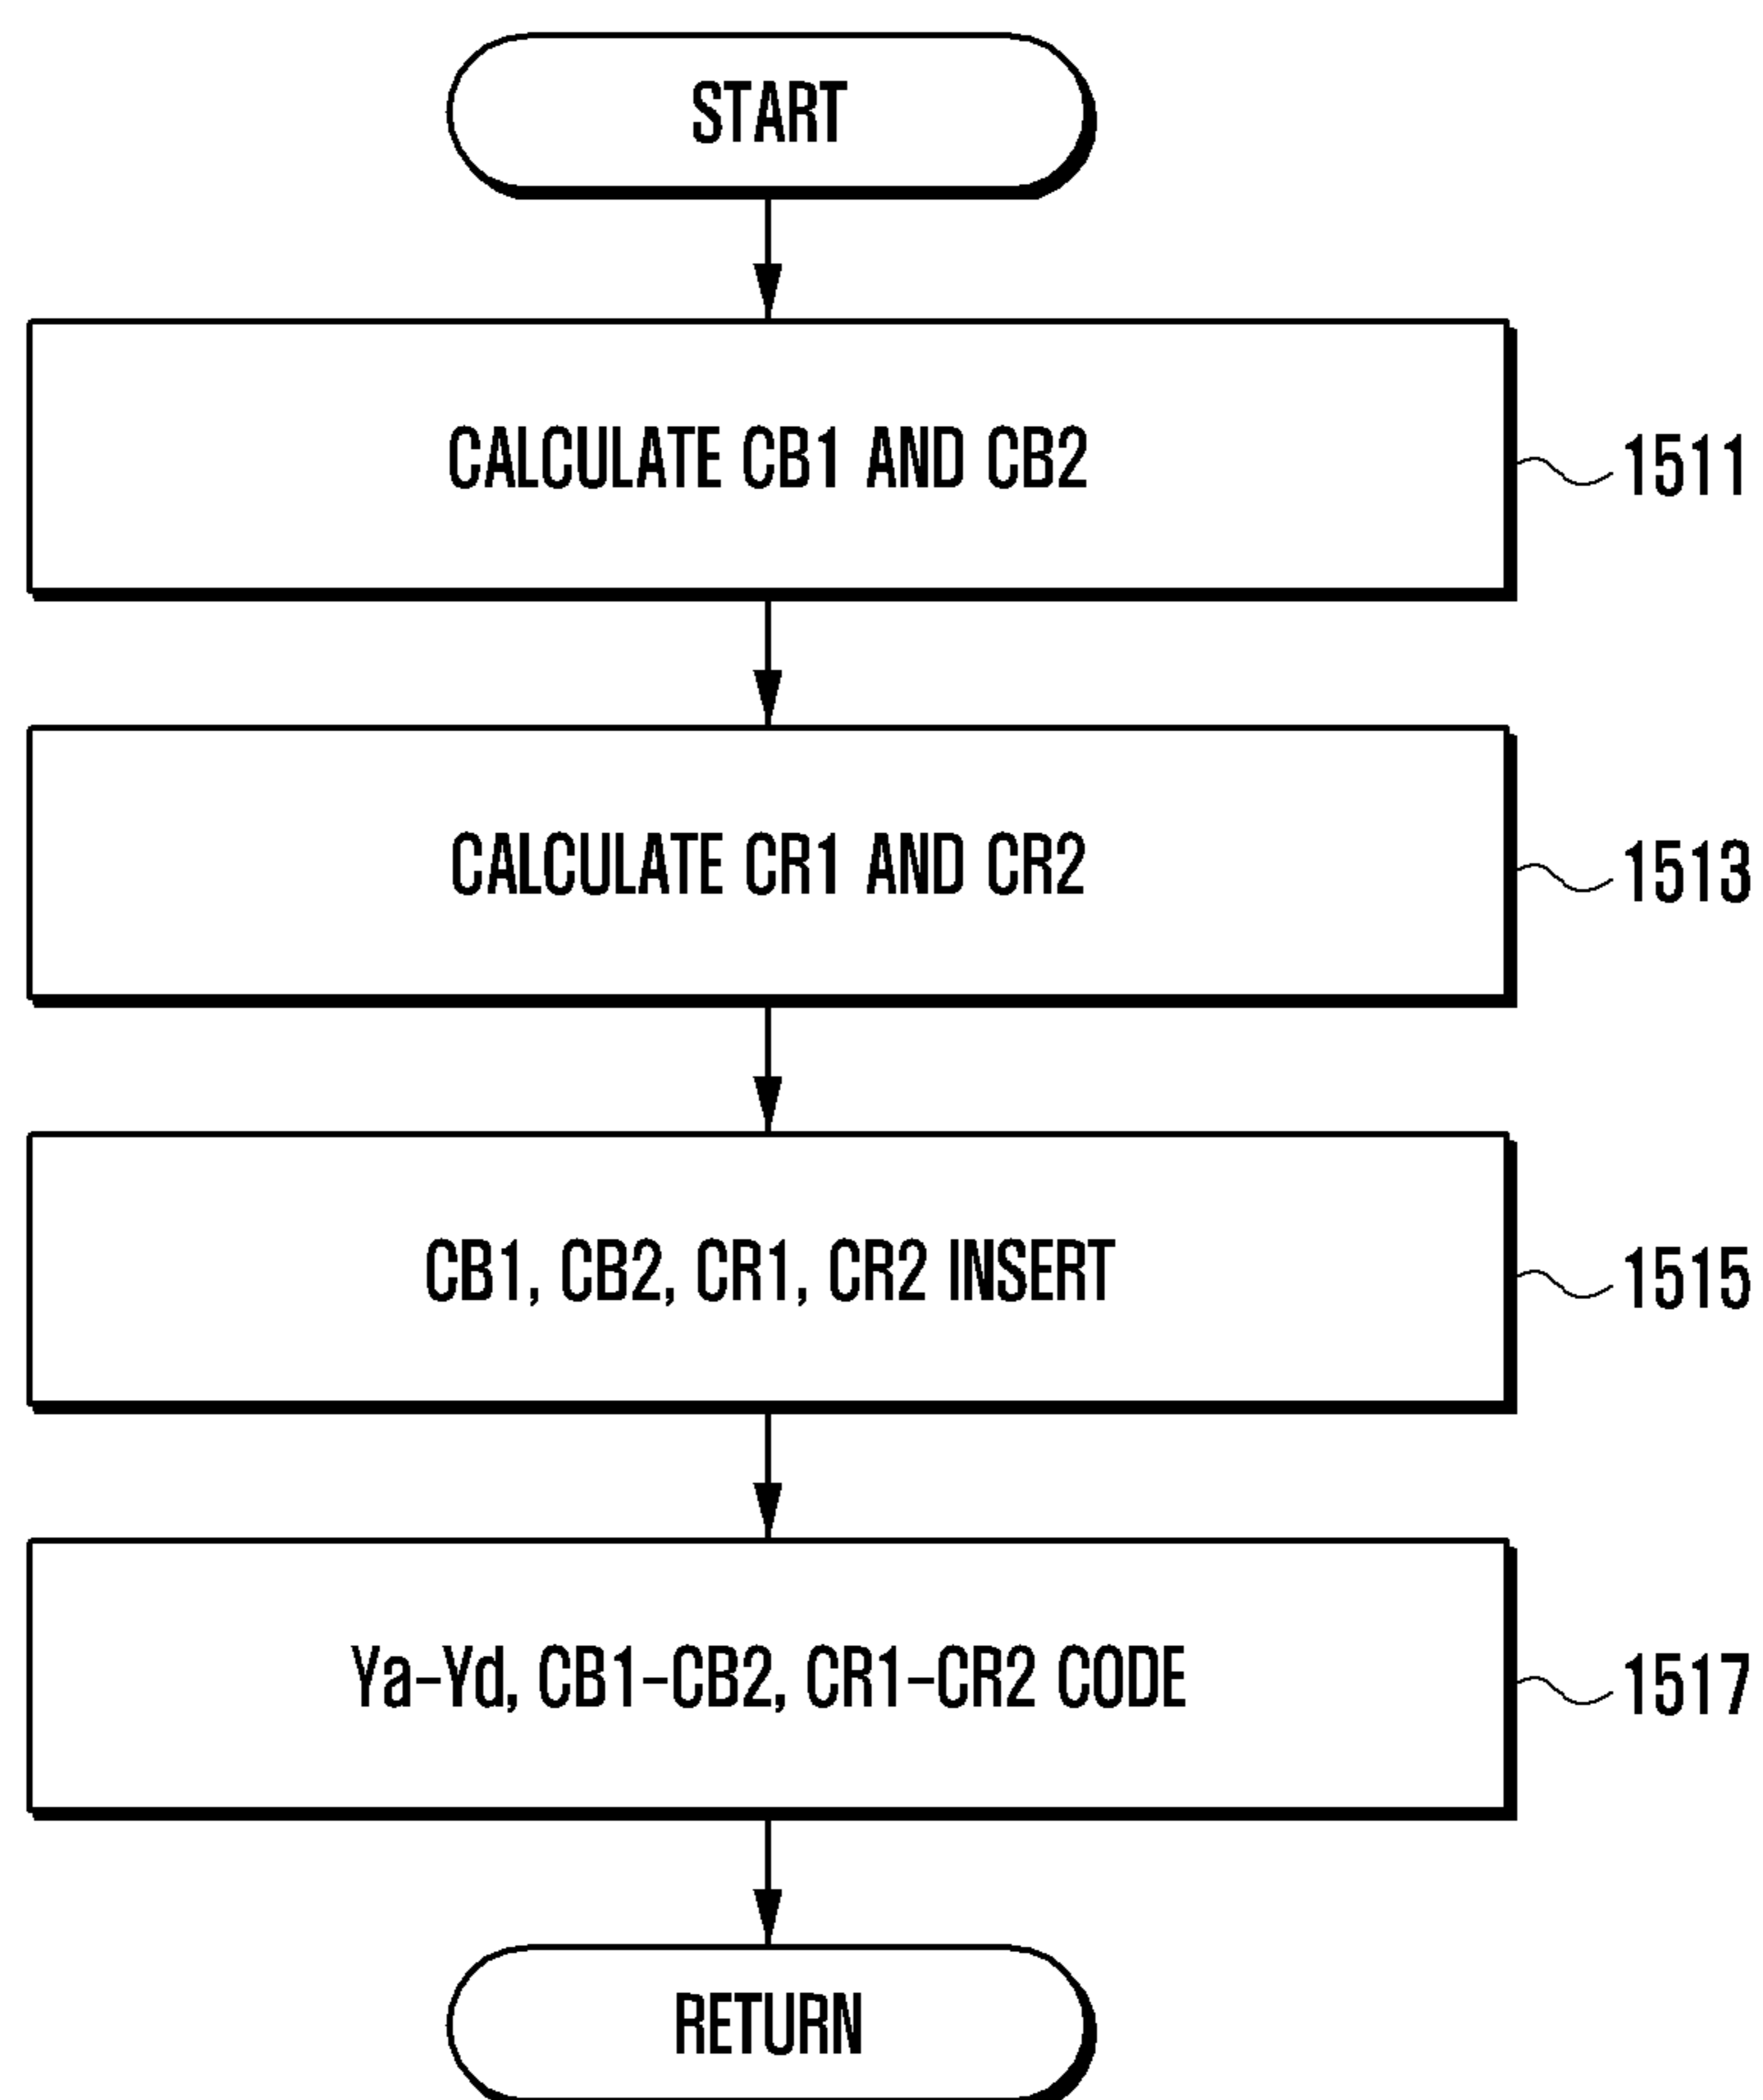 START
CALCULATE CB1 AND CB2
1511
CALCULATE CR1 AND CR2
1513
CB1, CB2, CR1, CR2 INSERT
1515
Ya-Yd, CB1-CB2, CR1-CR2 CODE
1517
RETURN